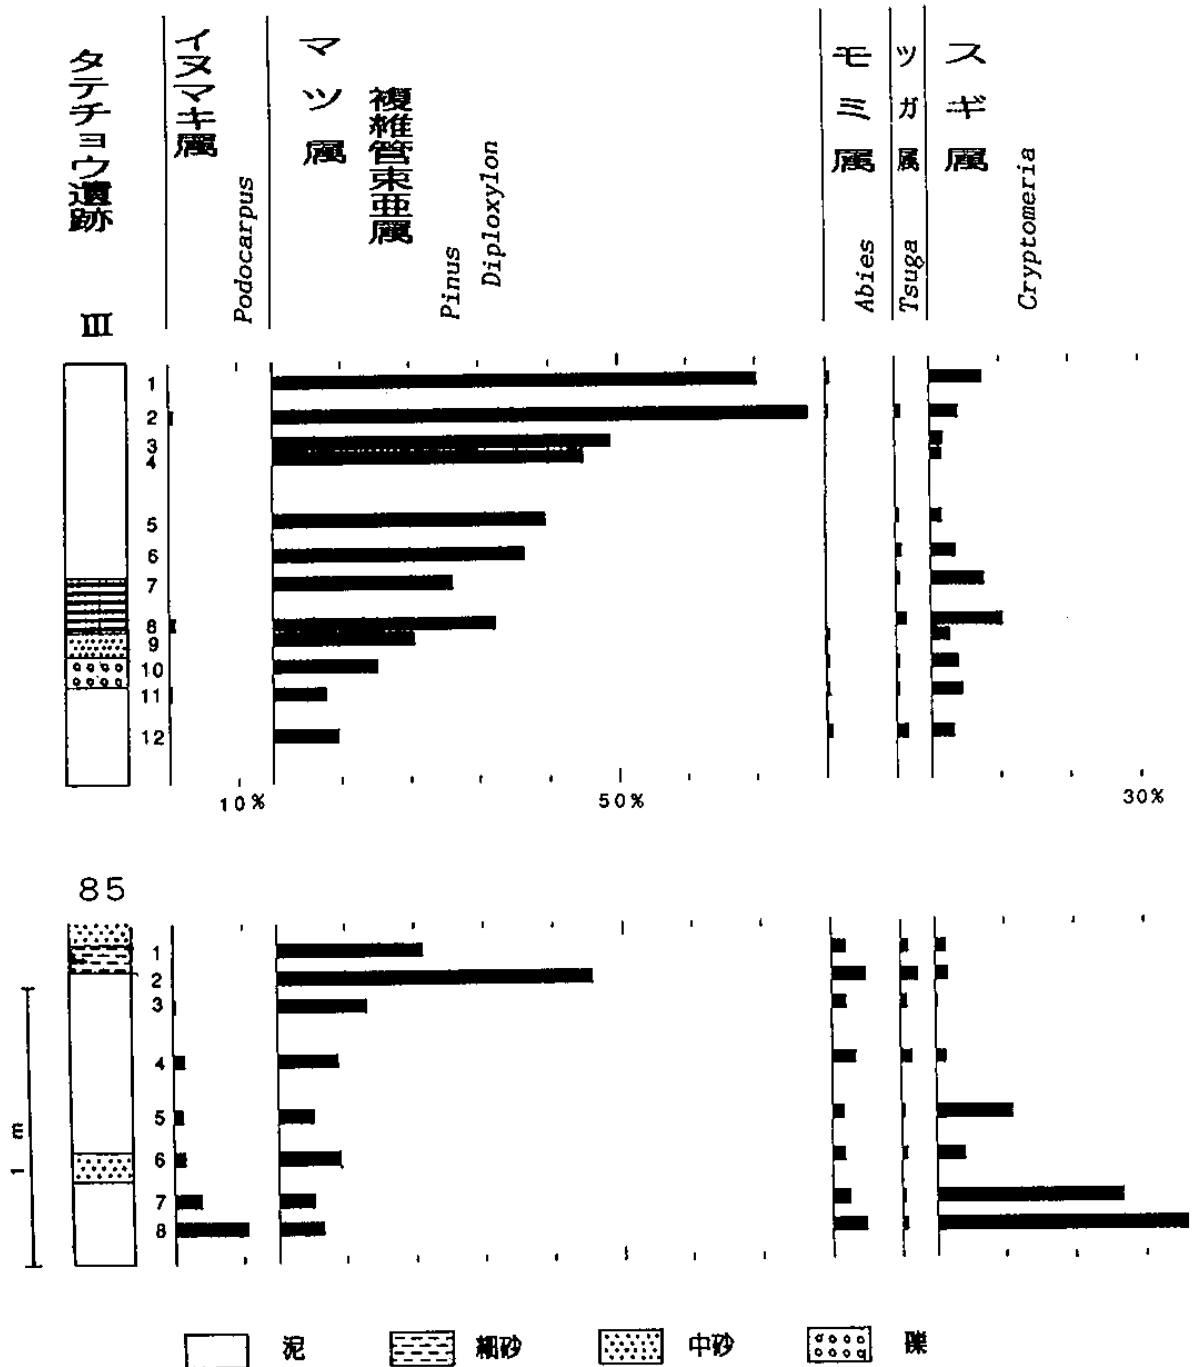 タテチョウ遺跡
III
イヌマキ属
Podocarpus
マツ属
複維管束亜属
Pinus
Diploxylon
モミ属
Abies
ツガ属
Tsuga
スギ属
Cryptomeria
1
2
3
4
5
6
7
8
9
10
11
12
10%
50%
30%
85
1
2
3
4
5
6
7
8
1 m
泥
細砂
中砂
礫